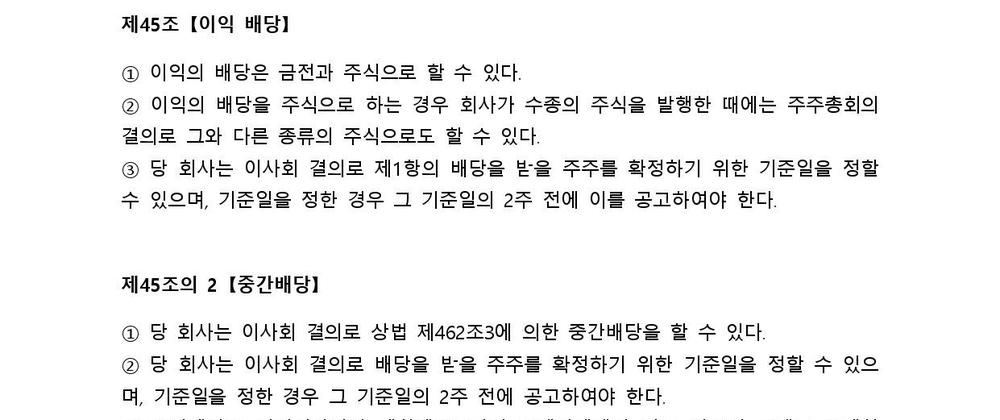 제45조 【이익 배당】
① 이익의 배당은 금전과 주식으로 할 수 있다.
② 이익의 배당을 주식으로 하는 경우 회사가 수종의 주식을 발행한 때에는 주주총회의
결의로 그와 다른 종류의 주식으로도 할 수 있다.
③ 당 회사는 이사회 결의로 제1항의 배당을 받을 주주를 확정하기 위한 기준일을 정할
수 있으며, 기준일을 정한 경우 그 기준일의 2주 전에 이를 공고하여야 한다.
제45조의 2【중간배당】
① 당 회사는 이사회 결의로 상법 제462조3에 의한 중간배당을 할 수 있다.
② 당 회사는 이사회 결의로 배당을 받을 주주를 확정하기 위한 기준일을 정할 수 있으
며, 기준일을 정한 경우 그 기준일의 2주 전에 공고하여야 한다.